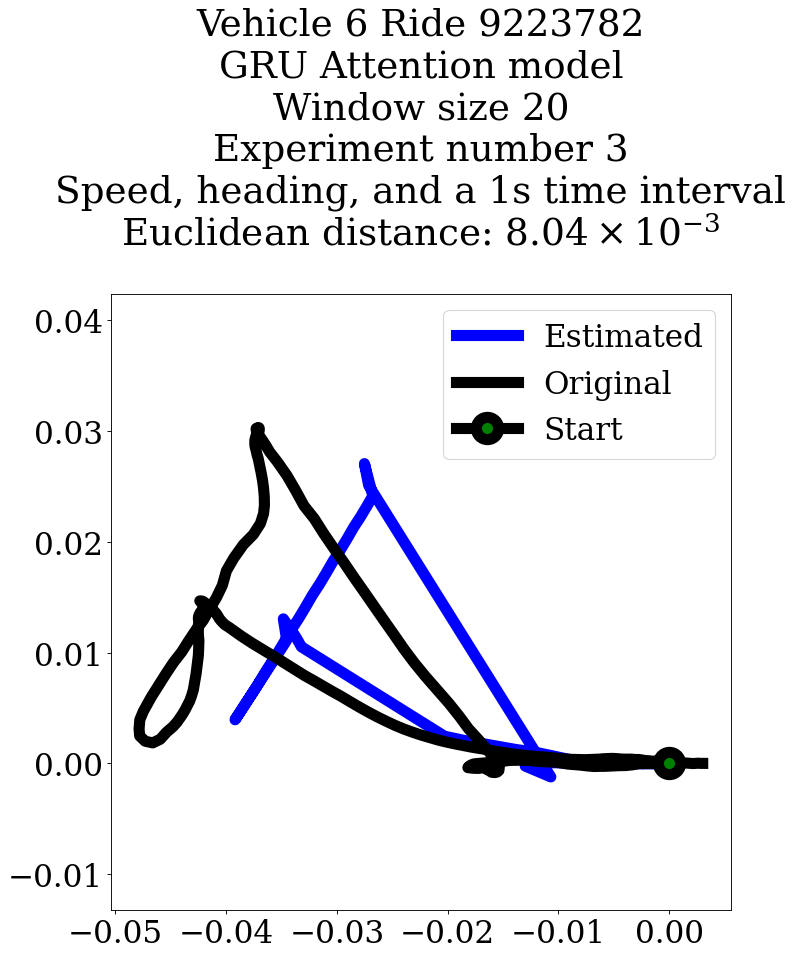 Vehicle 6 Ride 9223782
GRU Attention model
Window size 20
Experiment number 3
Speed, heading, and a 1s time interval
Euclidean distance: 8.04 × 10⁻³
Estimated
Original
Start
0.04
0.03
0.02
0.01
0.00
−0.01
−0.05 −0.04 −0.03 −0.02 −0.01 0.00